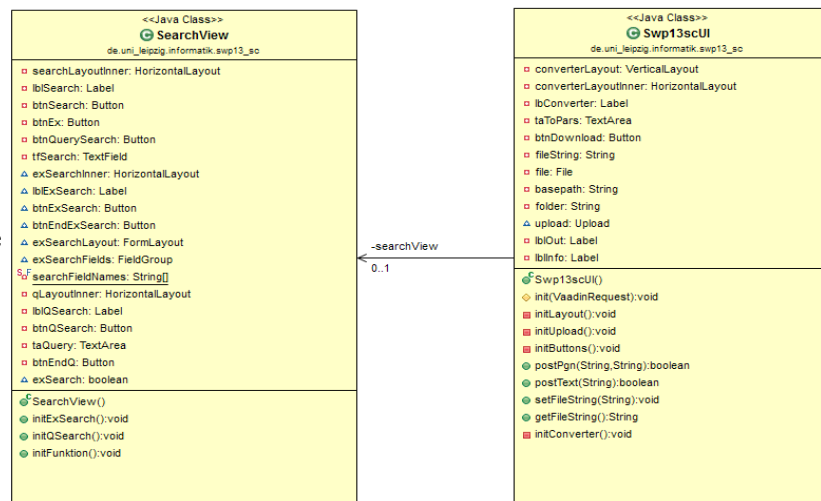 <<Java Class>>
SearchView
de.uni_leipzig.informatik.swp13_sc
searchLayoutInner: HorizontalLayout
lblSearch: Label
btnSearch: Button
btnEx: Button
btnQuerySearch: Button
tfSearch: TextField
exSearchInner: HorizontalLayout
lblExSearch: Label
btnExSearch: Button
btnEndExSearch: Button
exSearchLayout: FormLayout
exSearchFields: FieldGroup
S F searchFieldNames: String[]
qLayoutInner: HorizontalLayout
lblQSearch: Label
btnQSearch: Button
taQuery: TextArea
btnEndQ: Button
exSearch: boolean
C SearchView()
initExSearch():void
initQSearch():void
initFunktion():void
-searchView
0..1
<<Java Class>>
Swp13scUI
de.uni_leipzig.informatik.swp13_sc
converterLayout: VerticalLayout
converterLayoutInner: HorizontalLayout
lbConverter: Label
taToPars: TextArea
btnDownload: Button
fileString: String
file: File
basepath: String
folder: String
upload: Upload
lblOut: Label
lblInfo: Label
C Swp13scUI()
init(VaadinRequest):void
initLayout():void
initUpload():void
initButtons():void
postPgn(String,String):boolean
postText(String):boolean
setFileString(String):void
getFileString():String
initConverter():void